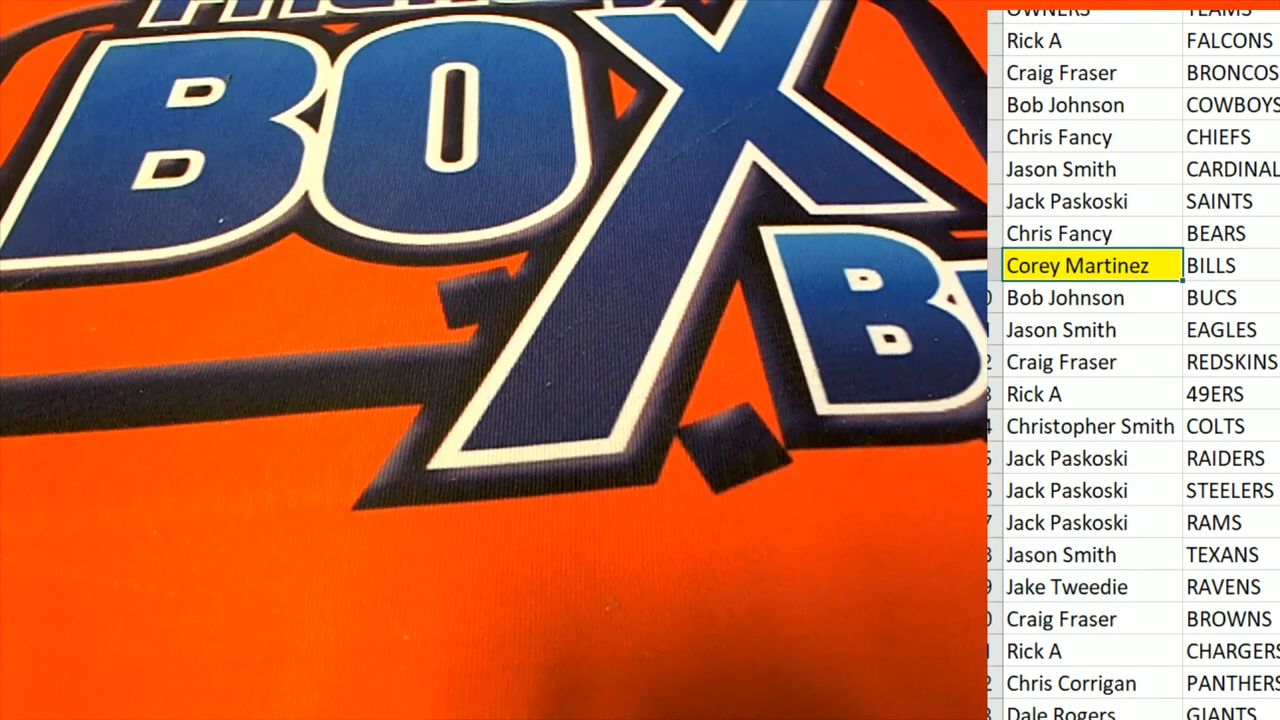 BOX
OWNERS TEAMS
Rick A FALCONS
Craig Fraser BRONCOS
Bob Johnson COWBOYS
Chris Fancy CHIEFS
Jason Smith CARDINAL
Jack Paskoski SAINTS
Chris Fancy BEARS
Corey Martinez BILLS
Bob Johnson BUCS
Jason Smith EAGLES
Craig Fraser REDSKINS
Rick A 49ERS
Christopher Smith COLTS
Jack Paskoski RAIDERS
Jack Paskoski STEELERS
Jack Paskoski RAMS
Jason Smith TEXANS
Jake Tweedie RAVENS
Craig Fraser BROWNS
Rick A CHARGERS
Chris Corrigan PANTHERS
Dale Rogers GIANTS